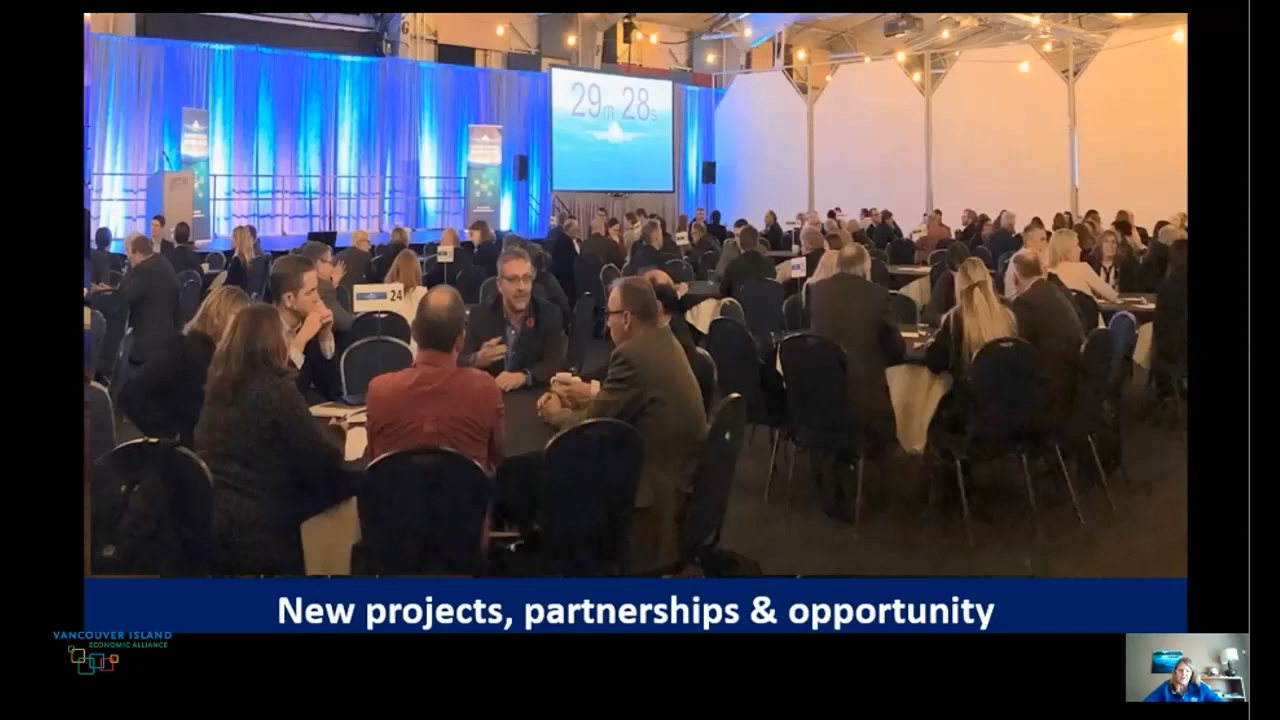 29m 28s
24
New projects, partnerships & opportunity
VANCOUVER ISLAND
ECONOMIC ALLIANCE